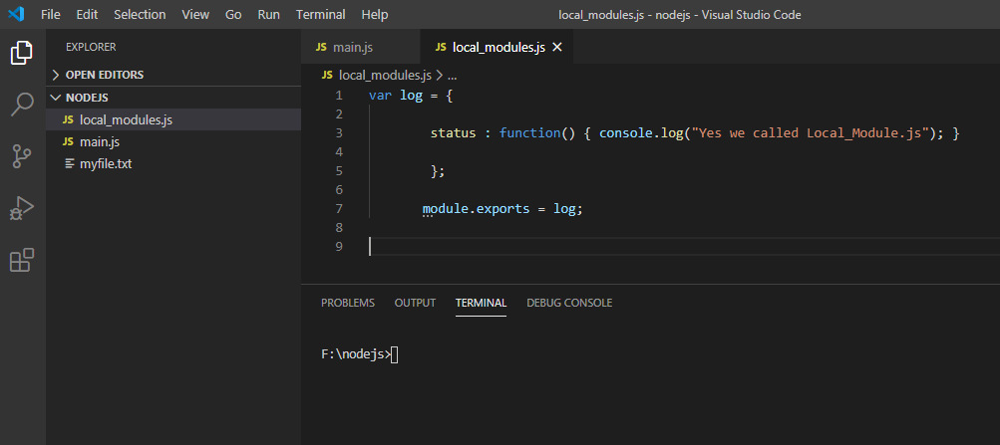 File Edit Selection View Go Run Terminal Help local_modules.js - nodejs - Visual Studio Code
EXPLORER
OPEN EDITORS
NODEJS
JS local_modules.js
JS main.js
myfile.txt
JS main.js JS local_modules.js
JS local_modules.js > ...
1 var log = {
2
3 status : function() { console.log("Yes we called Local_Module.js"); }
4
5 };
6
7 module.exports = log;
8
9
PROBLEMS OUTPUT TERMINAL DEBUG CONSOLE
F:\nodejs>